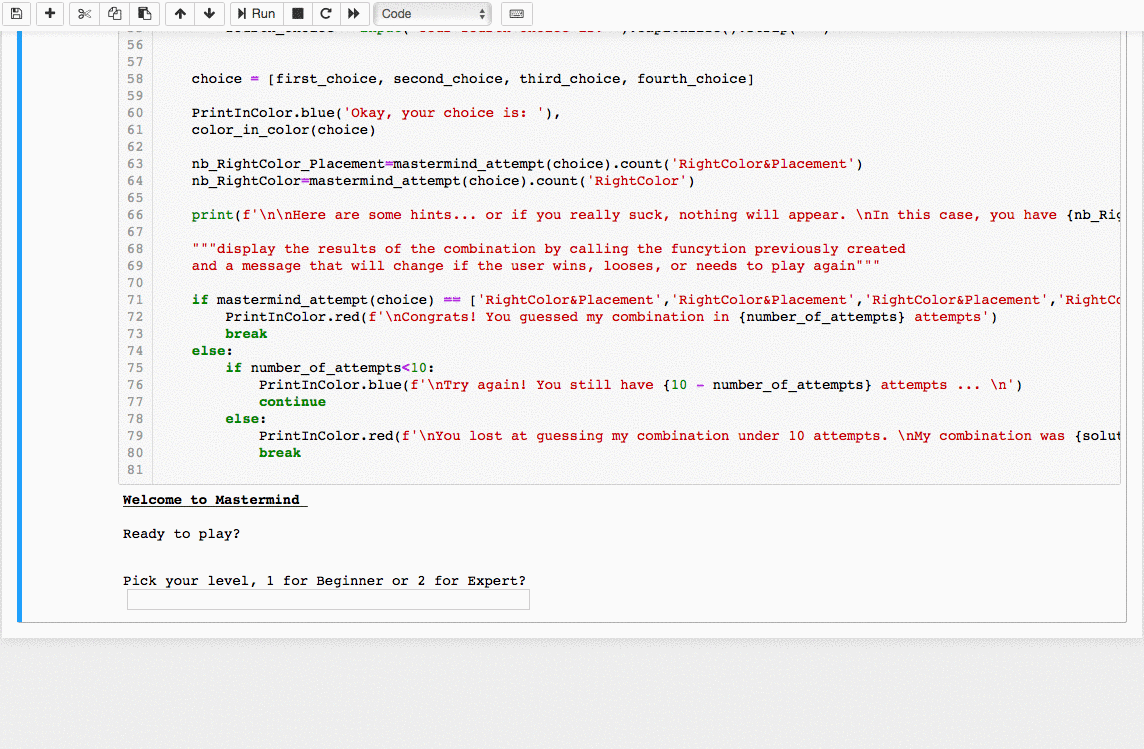 Run Code
56
57
58 choice = [first_choice, second_choice, third_choice, fourth_choice]
59
60 PrintInColor.blue('Okay, your choice is: '),
61 color_in_color(choice)
62
63 nb_RightColor_Placement=mastermind_attempt(choice).count('RightColor&Placement')
64 nb_RightColor=mastermind_attempt(choice).count('RightColor')
65
66 print(f'\n\nHere are some hints... or if you really suck, nothing will appear. \nIn this case, you have {nb_Rig
67
68 """display the results of the combination by calling the funcytion previously created
69 and a message that will change if the user wins, looses, or needs to play again"""
70
71 if mastermind_attempt(choice) == ['RightColor&Placement','RightColor&Placement','RightColor&Placement','RightCo
72 PrintInColor.red(f'\nCongrats! You guessed my combination in {number_of_attempts} attempts')
73 break
74 else:
75 if number_of_attempts<10:
76 PrintInColor.blue(f'\nTry again! You still have {10 - number_of_attempts} attempts ... \n')
77 continue
78 else:
79 PrintInColor.red(f'\nYou lost at guessing my combination under 10 attempts. \nMy combination was {solut
80 break
81
Welcome to Mastermind
Ready to play?
Pick your level, 1 for Beginner or 2 for Expert?